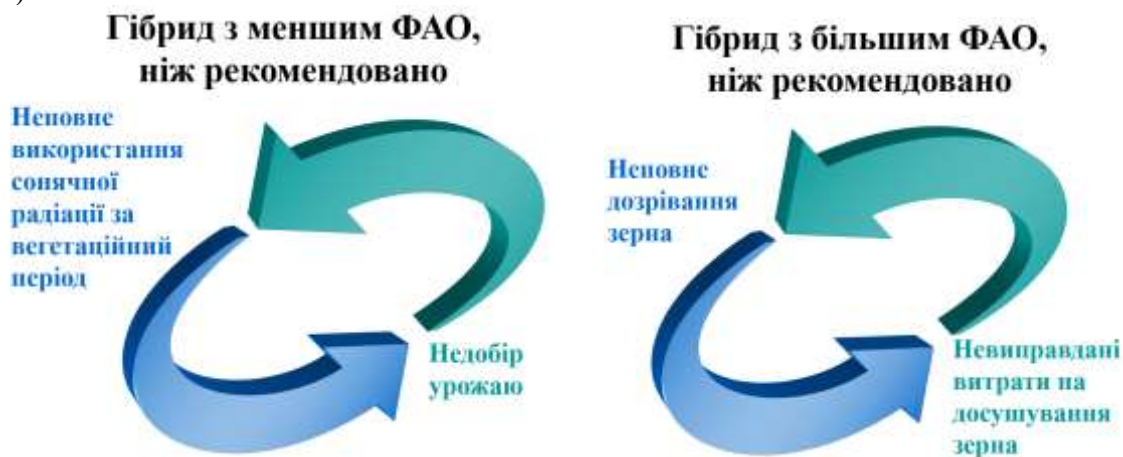 )
Гібрид з меншим ФАО,
ніж рекомендовано
Неповне
використання
сонячної
радіації за
вегетаційний
період
Недобір
урожаю
Гібрид з більшим ФАО,
ніж рекомендовано
Неповне
дозрівання
зерна
Невиправдані
витрати на
досушування
зерна